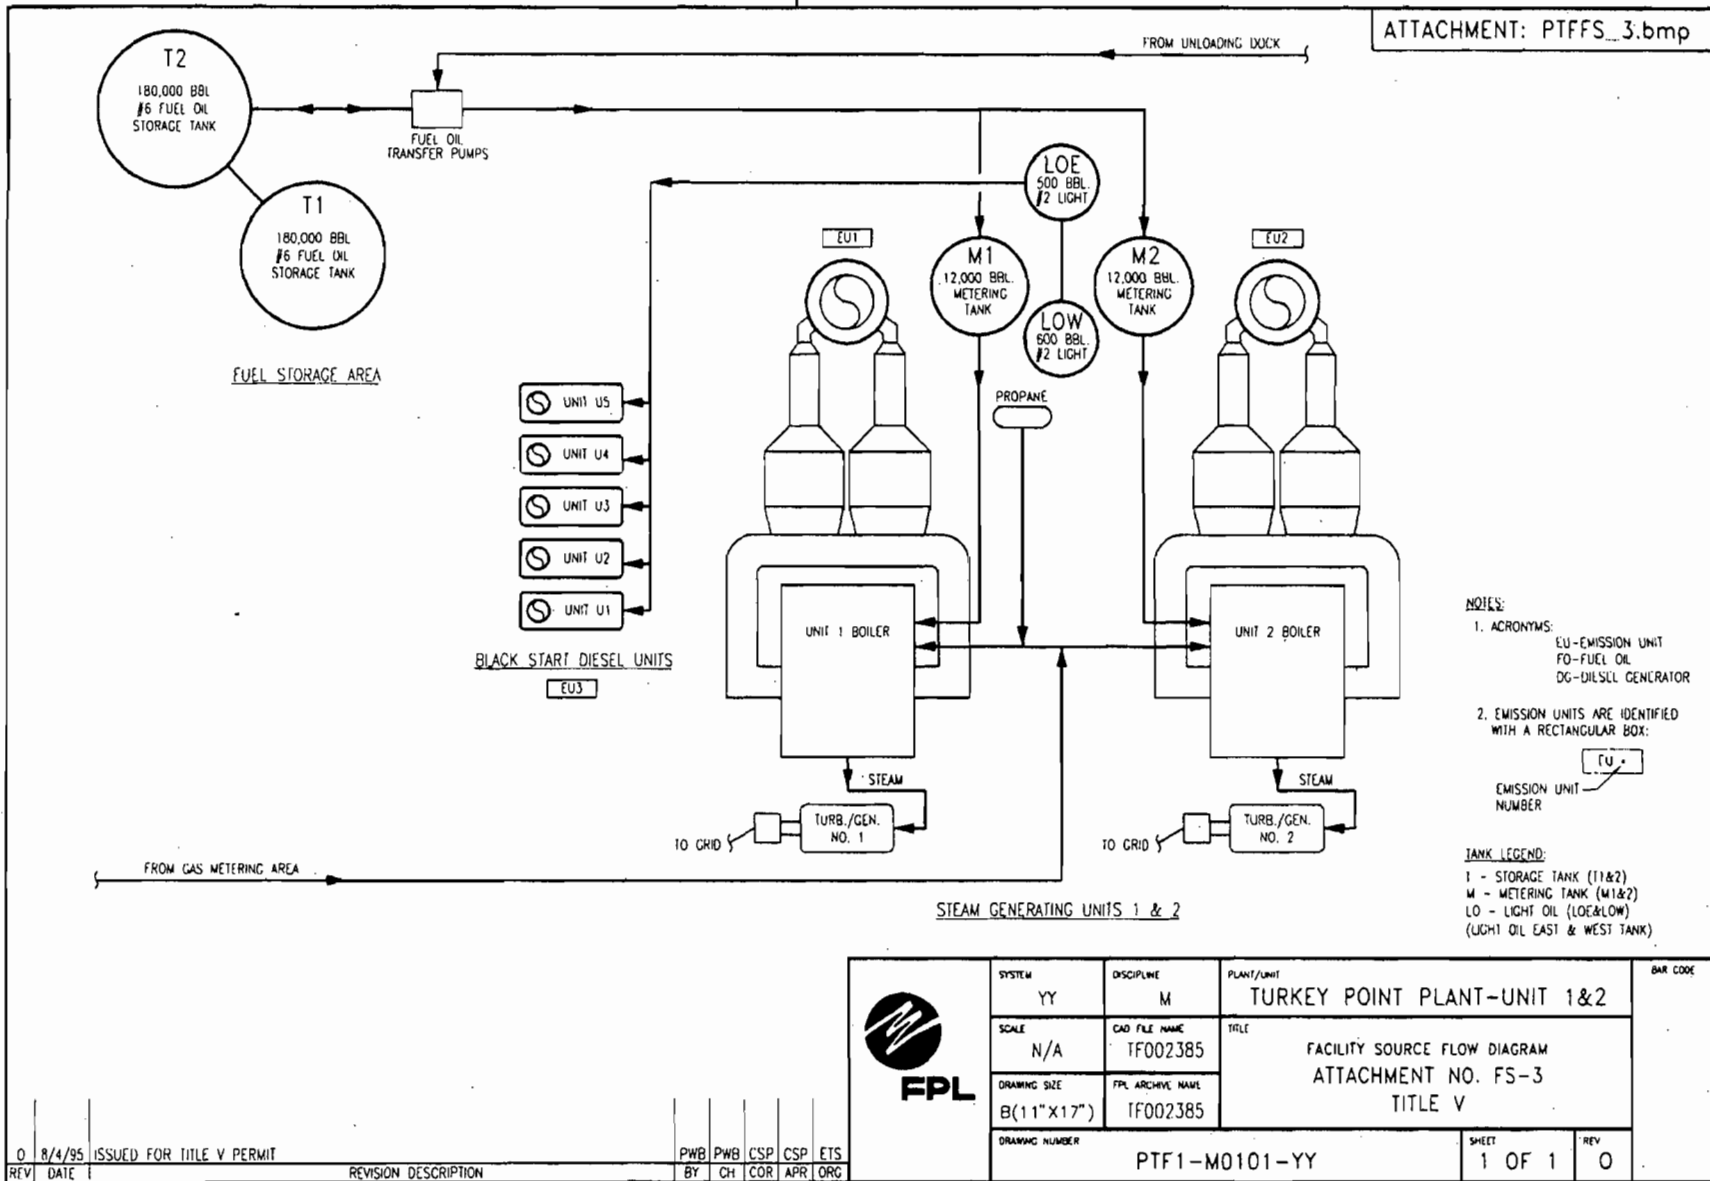 ATTACHMENT: PTFFS_3.bmp
FROM UNLOADING DOCK
T2
180,000 BBL
#6 FUEL OIL
STORAGE TANK
FUEL OIL
TRANSFER PUMPS
T1
180,000 BBL
#6 FUEL OIL
STORAGE TANK
FUEL STORAGE AREA
LOE
500 BBL.
#2 LIGHT
EU1
M1
12,000 BBL.
METERING
TANK
M2
12,000 BBL.
METERING
TANK
EU2
LOW
600 BBL.
#2 LIGHT
PROPANE
UNIT U5
UNIT U4
UNIT U3
UNIT U2
UNIT U1
BLACK START DIESEL UNITS
EU3
UNIT 1 BOILER
UNIT 2 BOILER
STEAM
STEAM
TURB./GEN.
NO. 1
TO GRID
TURB./GEN.
NO. 2
TO GRID
FROM GAS METERING AREA
STEAM GENERATING UNITS 1 & 2
NOTES:
1. ACRONYMS:
EU-EMISSION UNIT
FO-FUEL OIL
DG-DIESEL GENERATOR
2. EMISSION UNITS ARE IDENTIFIED
WITH A RECTANGULAR BOX:
EU
EMISSION UNIT
NUMBER
TANK LEGEND:
T - STORAGE TANK (T1&2)
M - METERING TANK (M1&2)
LO - LIGHT OIL (LOE&LOW)
(LIGHT OIL EAST & WEST TANK)
FPL
SYSTEM
YY
DISCIPLINE
M
PLANT/UNIT
TURKEY POINT PLANT-UNIT 1&2
BAR CODE
SCALE
N/A
CAD FILE NAME
TF002385
TITLE
FACILITY SOURCE FLOW DIAGRAM
ATTACHMENT NO. FS-3
TITLE V
DRAWING SIZE
B(11"X17")
FPL ARCHIVE NAME
TF002385
DRAWING NUMBER
PTF1-M0101-YY
SHEET
1 OF 1
REV
0
0 8/4/95 ISSUED FOR TITLE V PERMIT PWB PWB CSP CSP ETS
REV DATE REVISION DESCRIPTION BY CH COR APR ORG